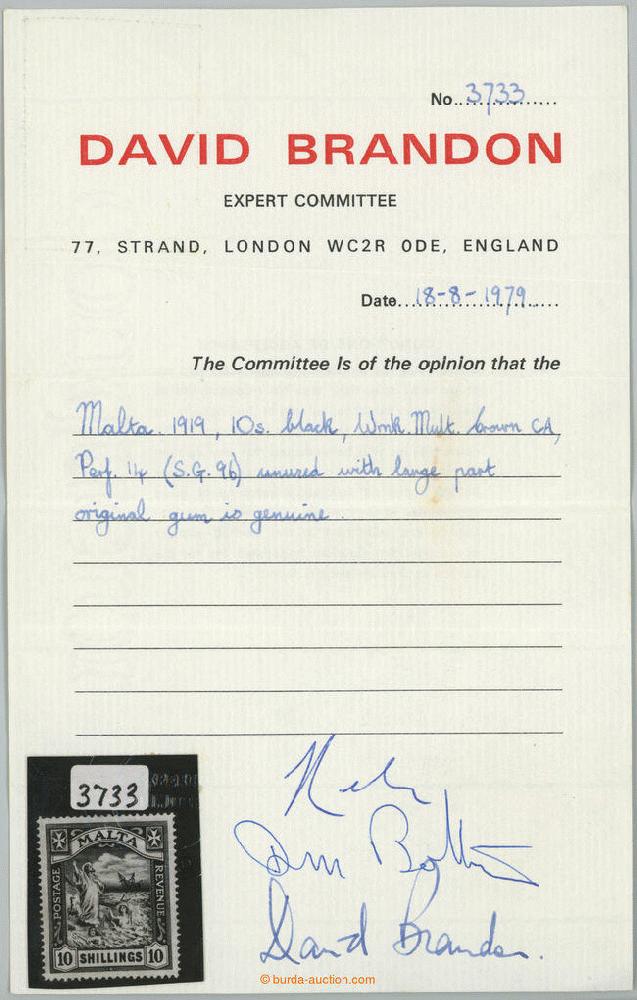 No. 3733
DAVID BRANDON
EXPERT COMMITTEE
77, STRAND, LONDON WC2R 0DE, ENGLAND
Date 18-8-1979
The Committee is of the opinion that the
Malta. 1919, 10s. black, Wmk. Mult. Crown CA,
Perf. 14 (S.G. 96) unused with large part
original gum is genuine.
3733
MALTA
POSTAGE
REVENUE
10 SHILLINGS 10
David Brandon.
© burda-auction.com